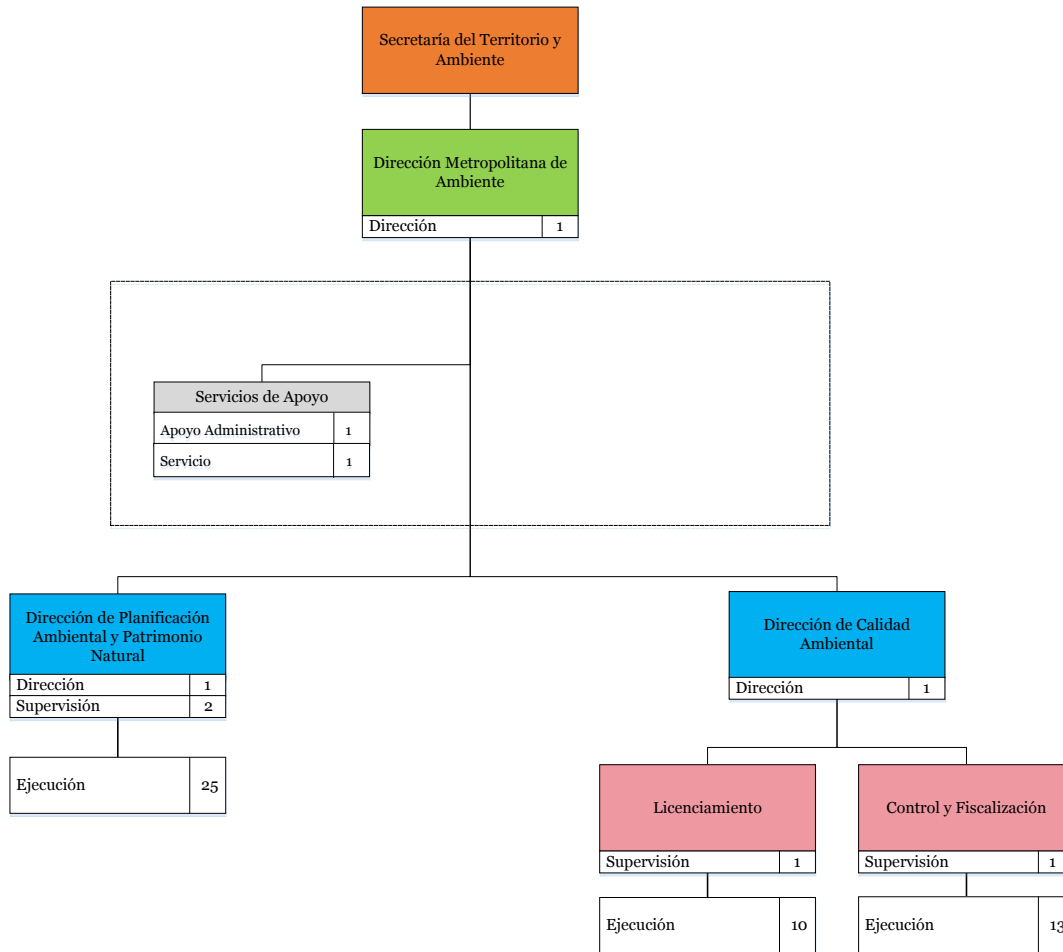 Secretaría del Territorio y
Ambiente
Dirección Metropolitana de
Ambiente
Dirección 1
Servicios de Apoyo
Apoyo Administrativo 1
Servicio 1
Dirección de Planificación
Ambiental y Patrimonio
Natural
Dirección 1
Supervisión 2
Ejecución 25
Dirección de Calidad
Ambiental
Dirección 1
Licenciamiento
Supervisión 1
Ejecución 10
Control y Fiscalización
Supervisión 1
Ejecución 13